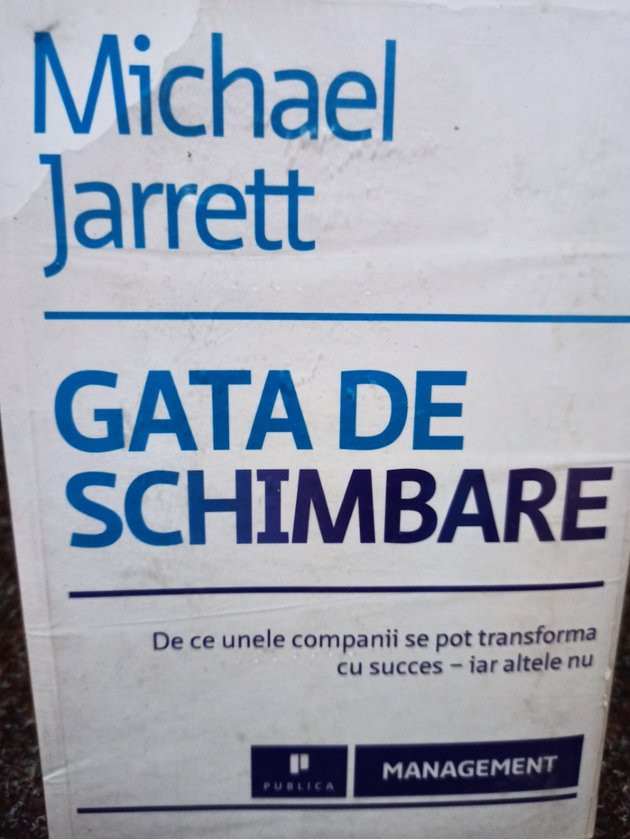 Michael
Jarrett
GATA DE
SCHIMBARE
De ce unele companii se pot transforma
cu succes – iar altele nu
PUBLICA
MANAGEMENT